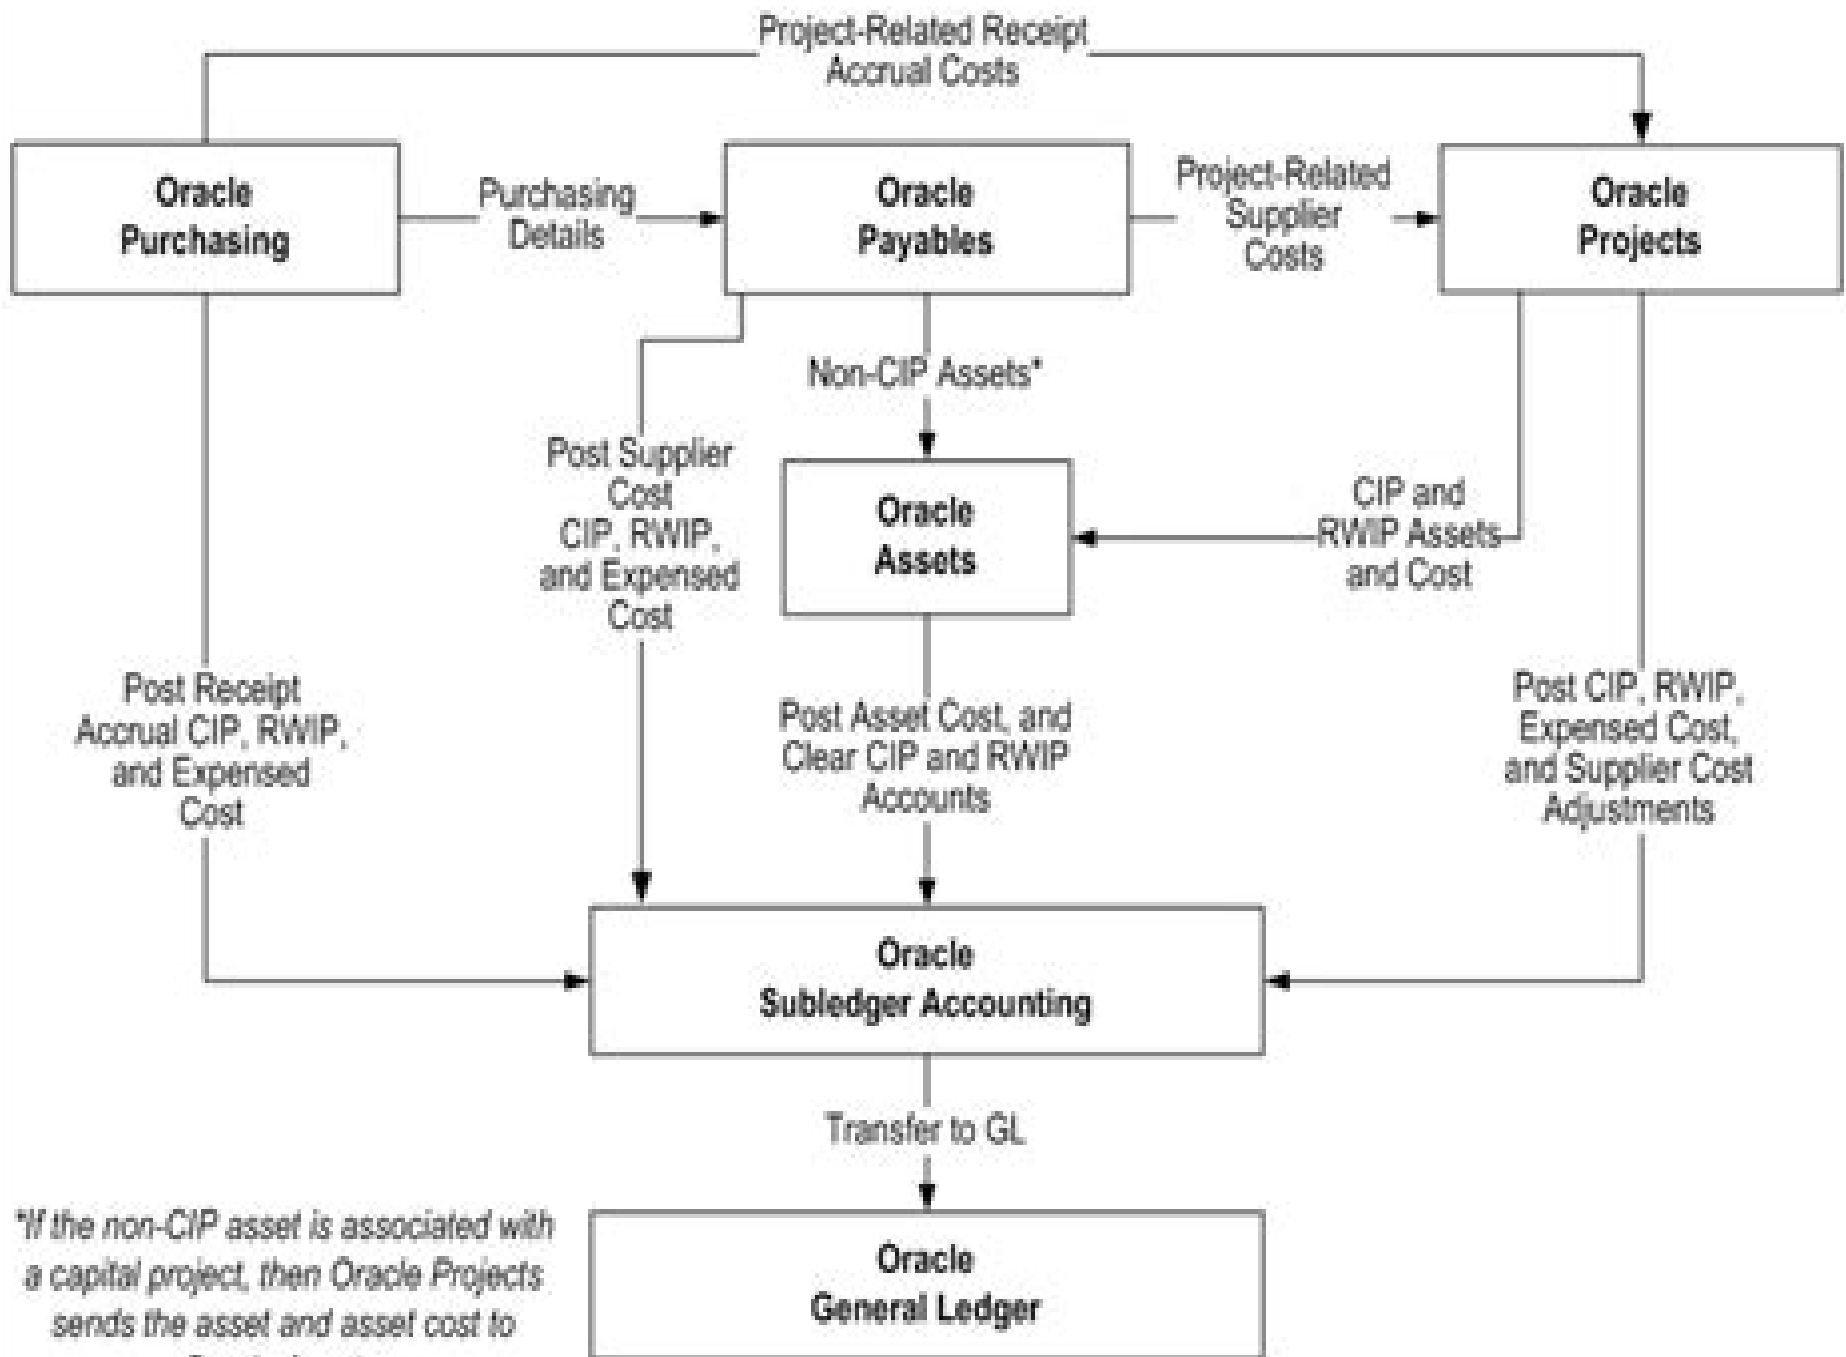 Project-Related Receipt
Accrual Costs
Oracle
Purchasing
Purchasing
Details
Oracle
Payables
Project-Related
Supplier
Costs
Oracle
Projects
Non-CIP Assets*
Post Supplier
Cost
CIP, RWIP,
and Expensed
Cost
Oracle
Assets
CIP and
RWIP Assets
and Cost
Post Receipt
Accrual CIP, RWIP,
and Expensed
Cost
Post Asset Cost, and
Clear CIP and RWIP
Accounts
Post CIP, RWIP,
Expensed Cost,
and Supplier Cost
Adjustments
Oracle
Subledger Accounting
Transfer to GL
Oracle
General Ledger
*If the non-CIP asset is associated with
a capital project, then Oracle Projects
sends the asset and asset cost to